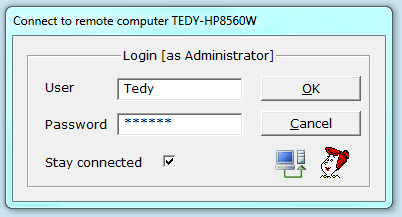 Connect to remote computer TEDY-HP8560W
Login [as Administrator]
User Tedy OK
Password ****** Cancel
Stay connected